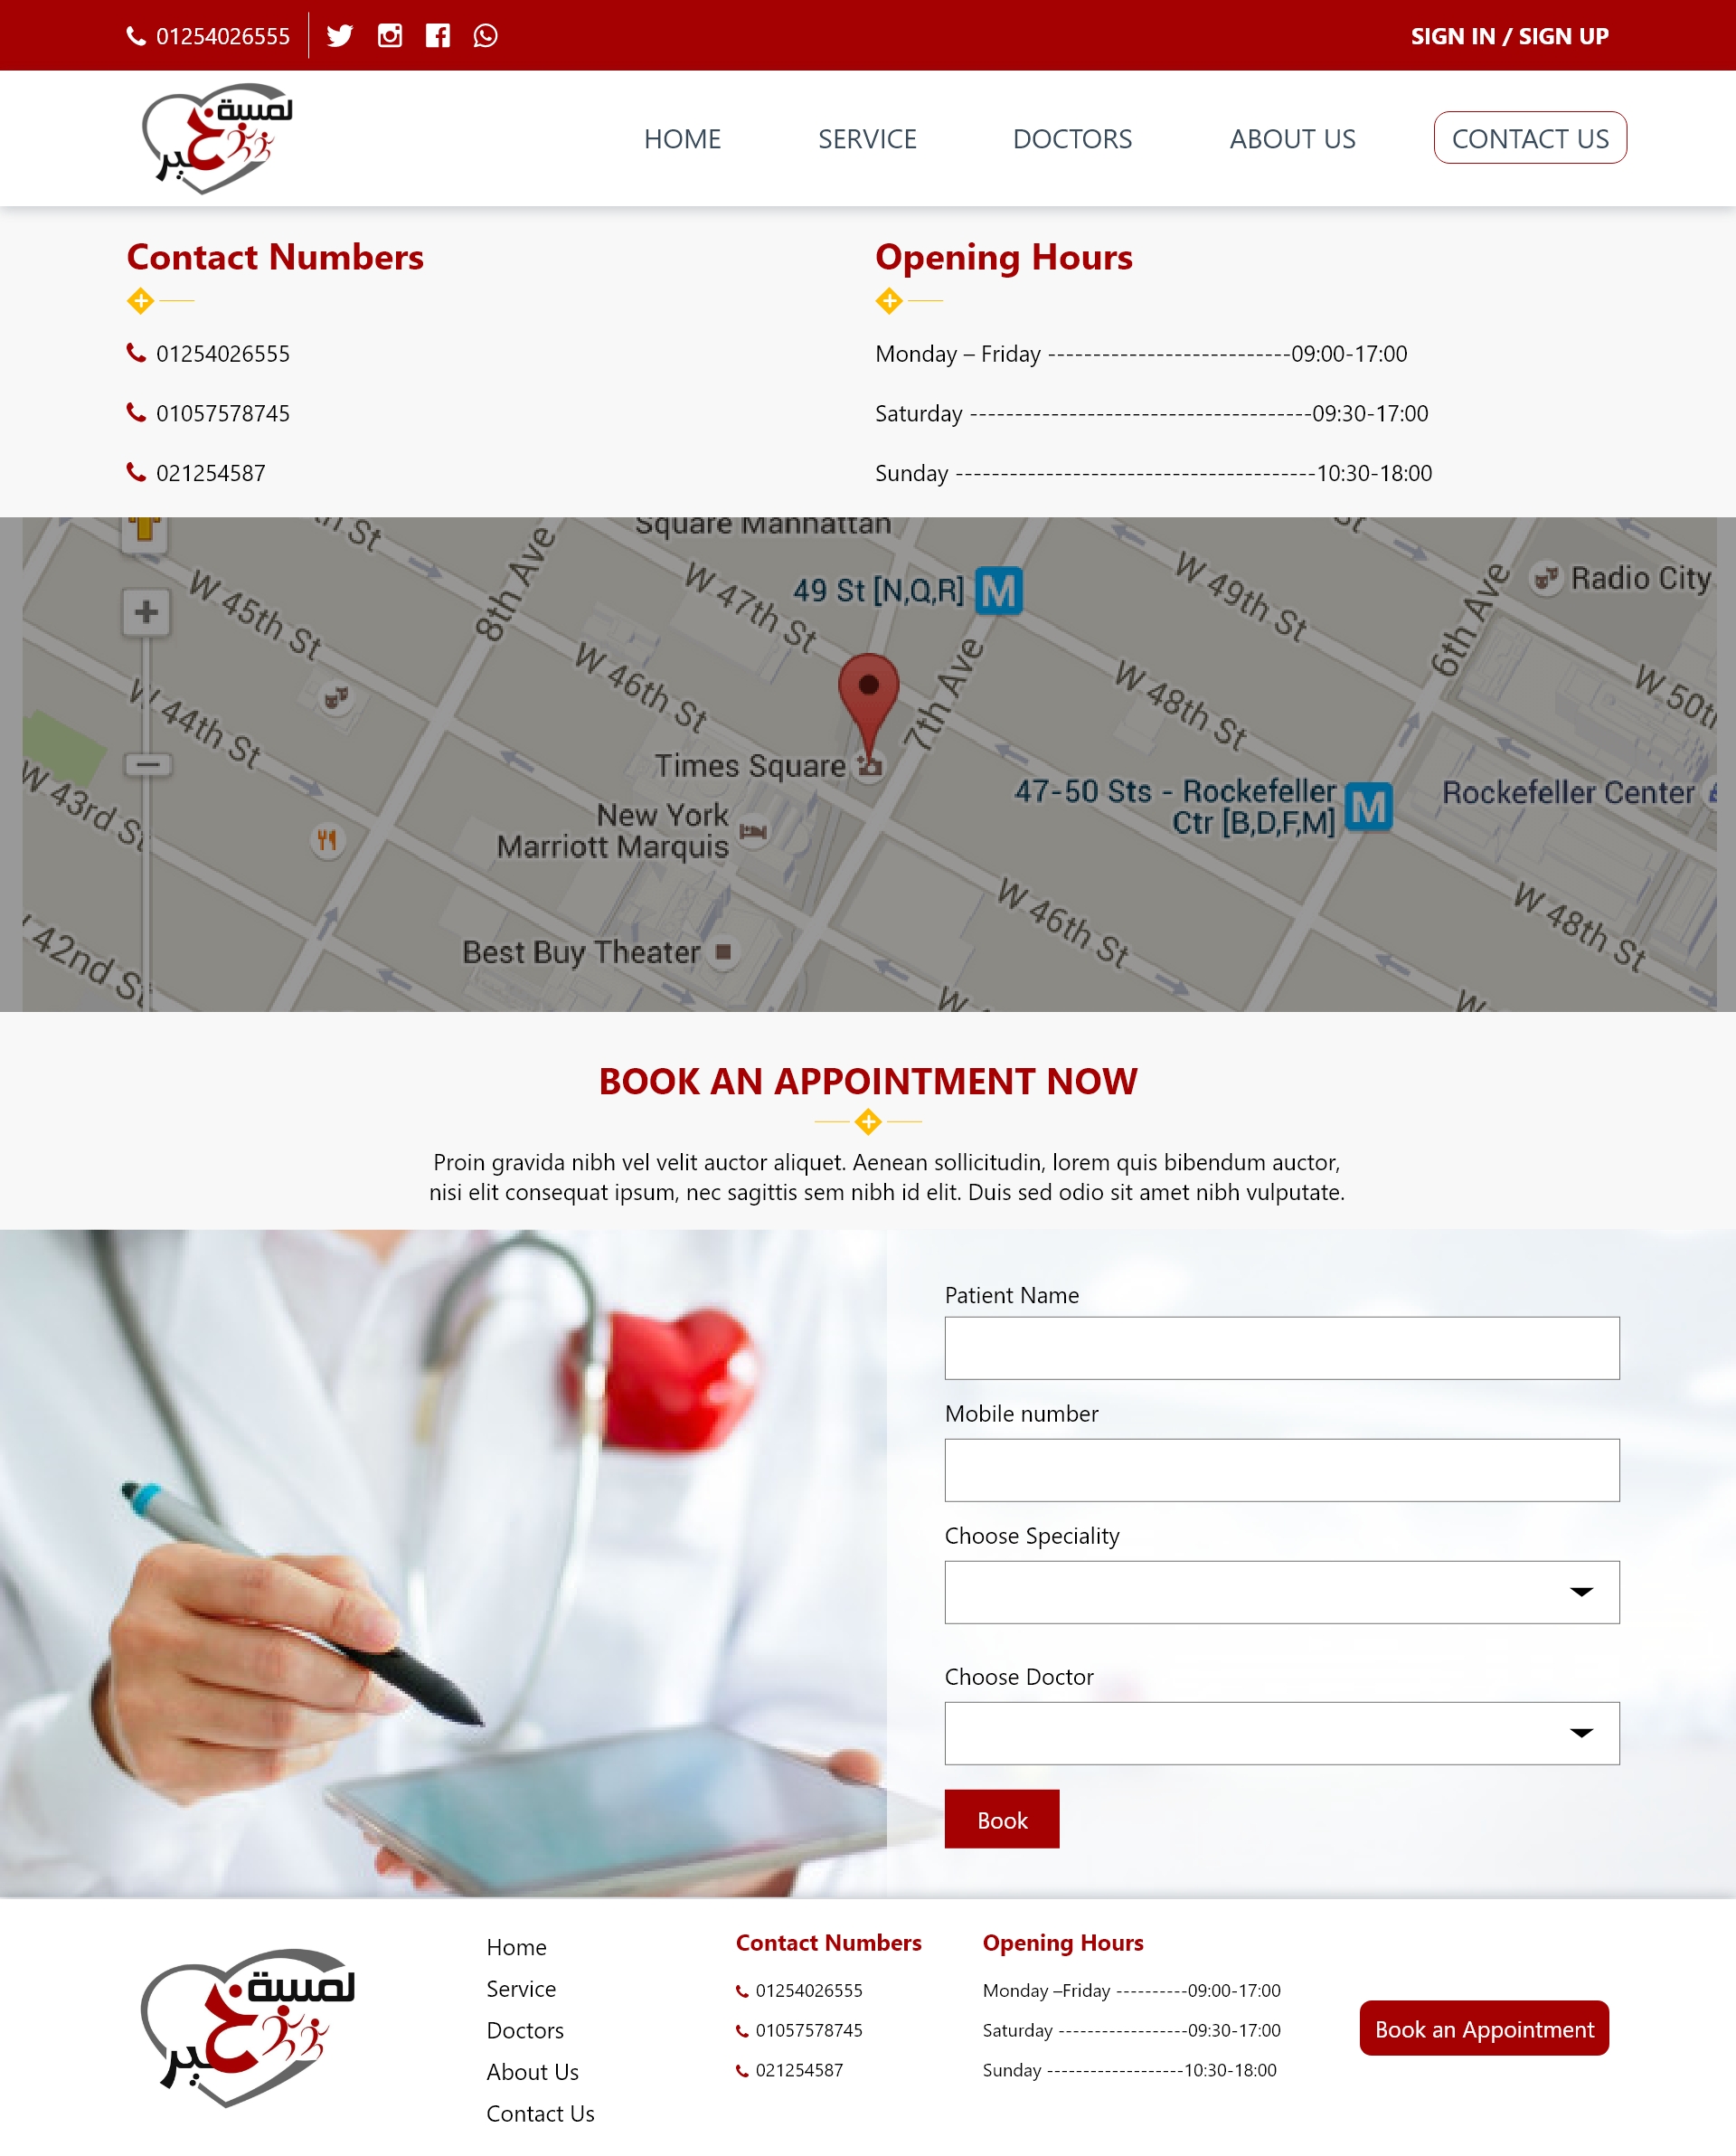 01254026555
SIGN IN / SIGN UP
لمسة
خير
HOME
SERVICE
DOCTORS
ABOUT US
CONTACT US
Contact Numbers
01254026555
01057578745
021254587
Opening Hours
Monday – Friday ---------------------------09:00-17:00
Saturday --------------------------------------09:30-17:00
Sunday ----------------------------------------10:30-18:00
Square Manhattan
W 45th St
8th Ave
W 47th St
49 St [N,Q,R]
M
W 49th St
6th Ave
Radio City
W 44th St
W 46th St
7th Ave
W 48th St
Times Square
W 43rd St
New York
Marriott Marquis
47-50 Sts - Rockefeller
Ctr [B,D,F,M]
M
Rockefeller Center
42nd St
Best Buy Theater
W 46th St
W 48th St
BOOK AN APPOINTMENT NOW
Proin gravida nibh vel velit auctor aliquet. Aenean sollicitudin, lorem quis bibendum auctor,
nisi elit consequat ipsum, nec sagittis sem nibh id elit. Duis sed odio sit amet nibh vulputate.
Patient Name
Mobile number
Choose Speciality
Choose Doctor
Book
لمسة
خير
Home
Service
Doctors
About Us
Contact Us
Contact Numbers
01254026555
01057578745
021254587
Opening Hours
Monday –Friday ----------09:00-17:00
Saturday ------------------09:30-17:00
Sunday -------------------10:30-18:00
Book an Appointment